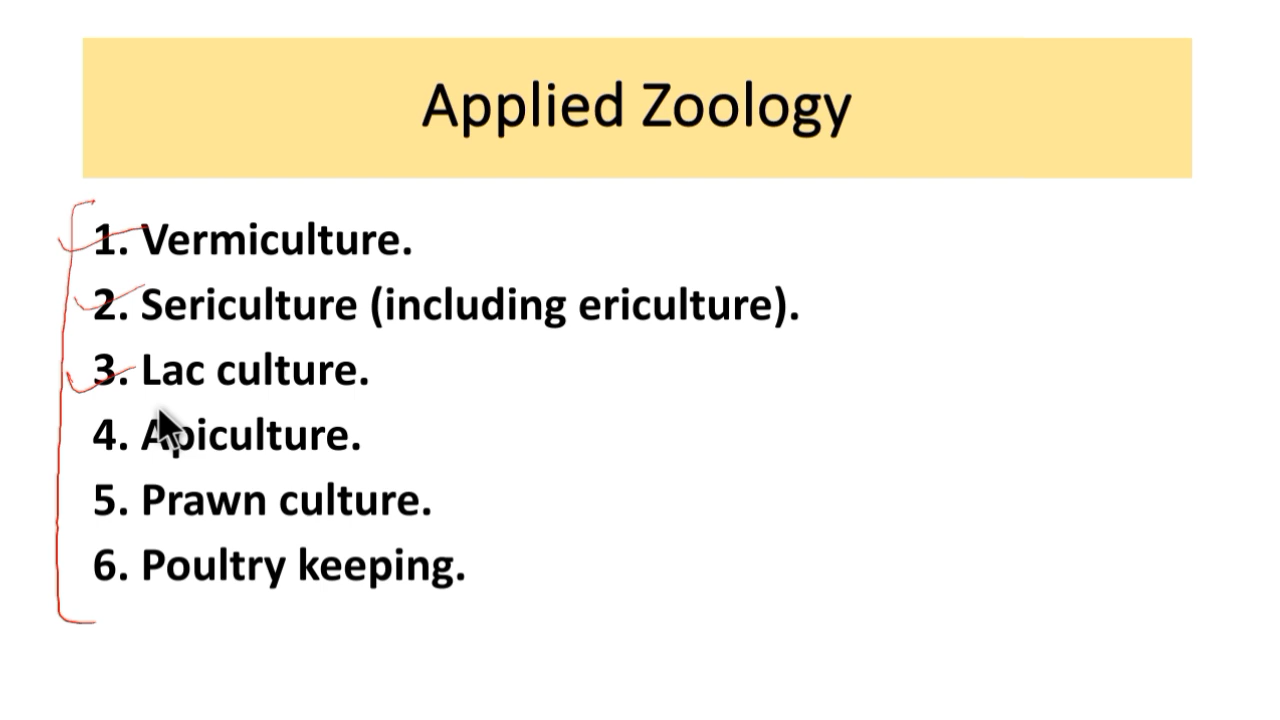 Applied Zoology
1. Vermiculture.
2. Sericulture (including ericulture).
3. Lac culture.
4. Apiculture.
5. Prawn culture.
6. Poultry keeping.